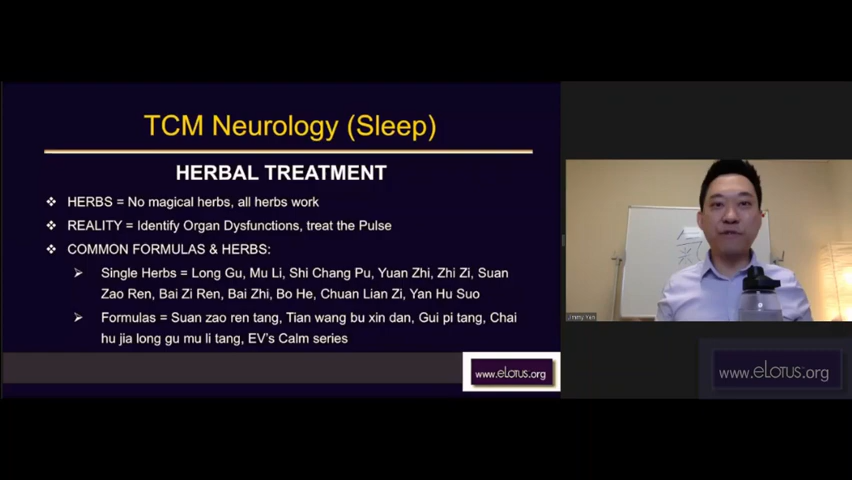 TCM Neurology (Sleep)
HERBAL TREATMENT
❖ HERBS = No magical herbs, all herbs work
❖ REALITY = Identify Organ Dysfunctions, treat the Pulse
❖ COMMON FORMULAS & HERBS:
➢ Single Herbs = Long Gu, Mu Li, Shi Chang Pu, Yuan Zhi, Zhi Zi, Suan
Zao Ren, Bai Zi Ren, Bai Zhi, Bo He, Chuan Lian Zi, Yan Hu Suo
➢ Formulas = Suan zao ren tang, Tian wang bu xin dan, Gui pi tang, Chai
hu jia long gu mu li tang, EV's Calm series
www.eLotus.org
Jimmy Yen
www.eLotus.org